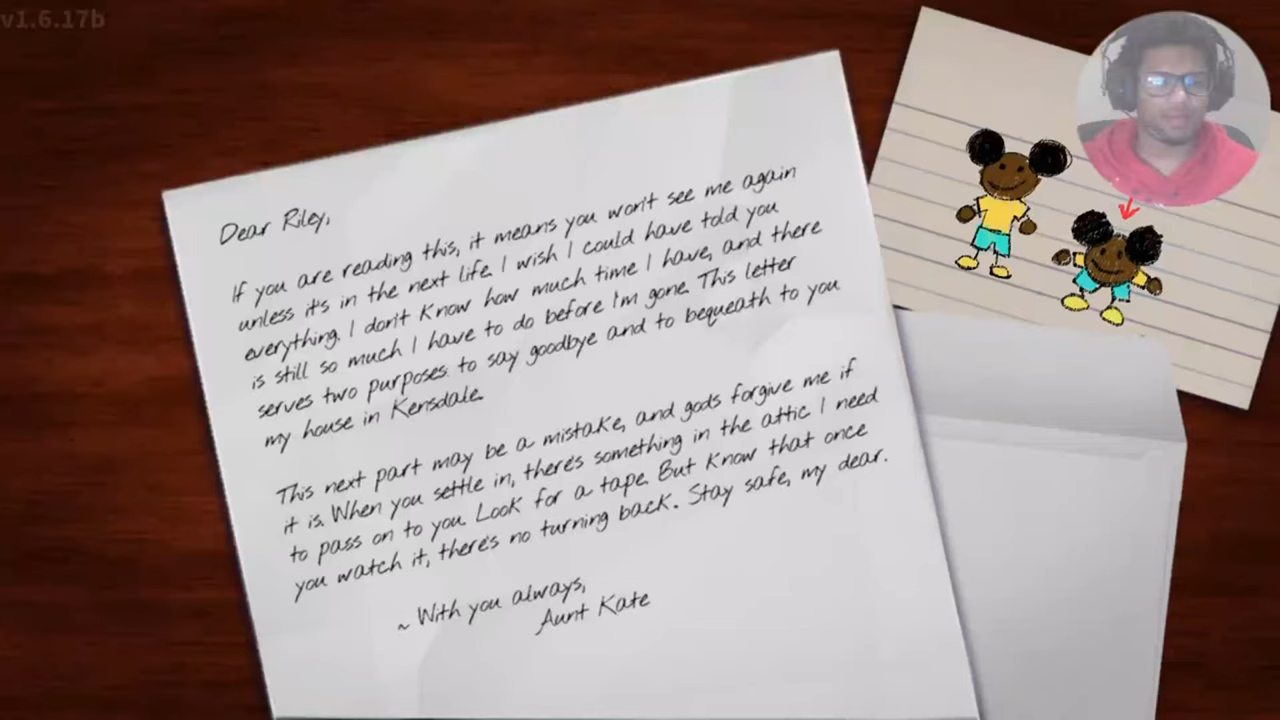 v1.6.17b
Dear Riley,
If you are reading this, it means you won't see me again
unless it's in the next life. I wish I could have told you
everything. I don't know how much time I have, and there
is still so much I have to do before I'm gone. This letter
serves two purposes: to say goodbye and to bequeath to you
my house in Kensdale.
This next part may be a mistake, and gods forgive me if
it is. When you settle in, there's something in the attic I need
to pass on to you. Look for a tape. But know that once
you watch it, there's no turning back. Stay safe, my dear.
~ With you always,
Aunt Kate